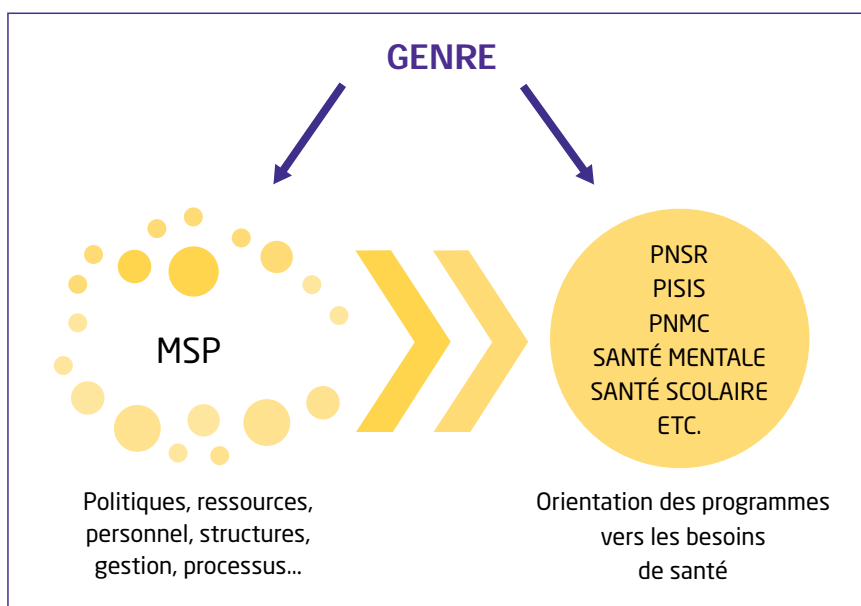 GENRE
MSP
Politiques, ressources,
personnel, structures,
gestion, processus...
PNSR
PISIS
PNMC
SANTÉ MENTALE
SANTÉ SCOLAIRE
ETC.
Orientation des programmes
vers les besoins
de santé